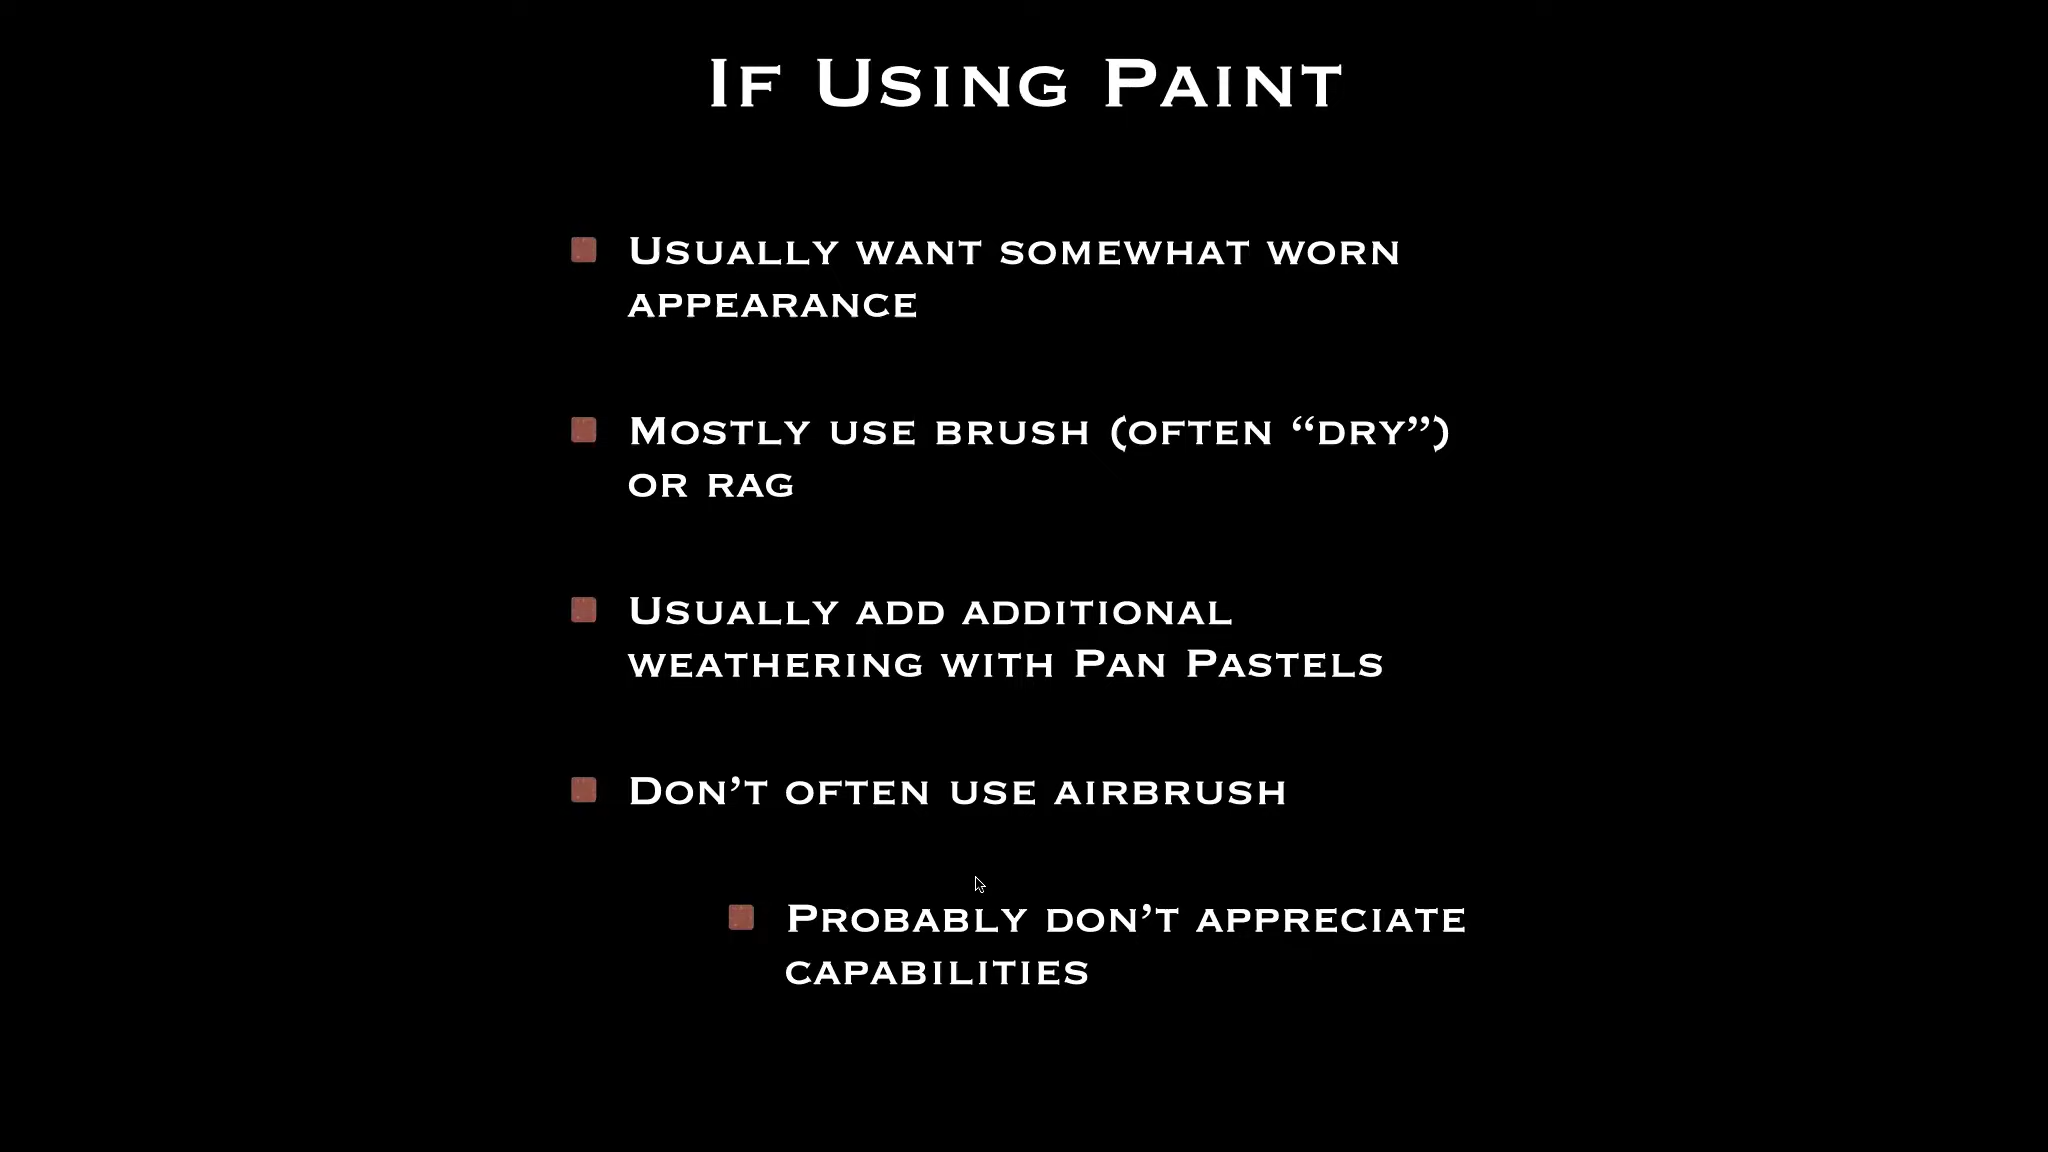 If Using Paint
Usually want somewhat worn
appearance
Mostly use brush (often “dry”)
or rag
Usually add additional
weathering with Pan Pastels
Don’t often use airbrush
Probably don’t appreciate
capabilities